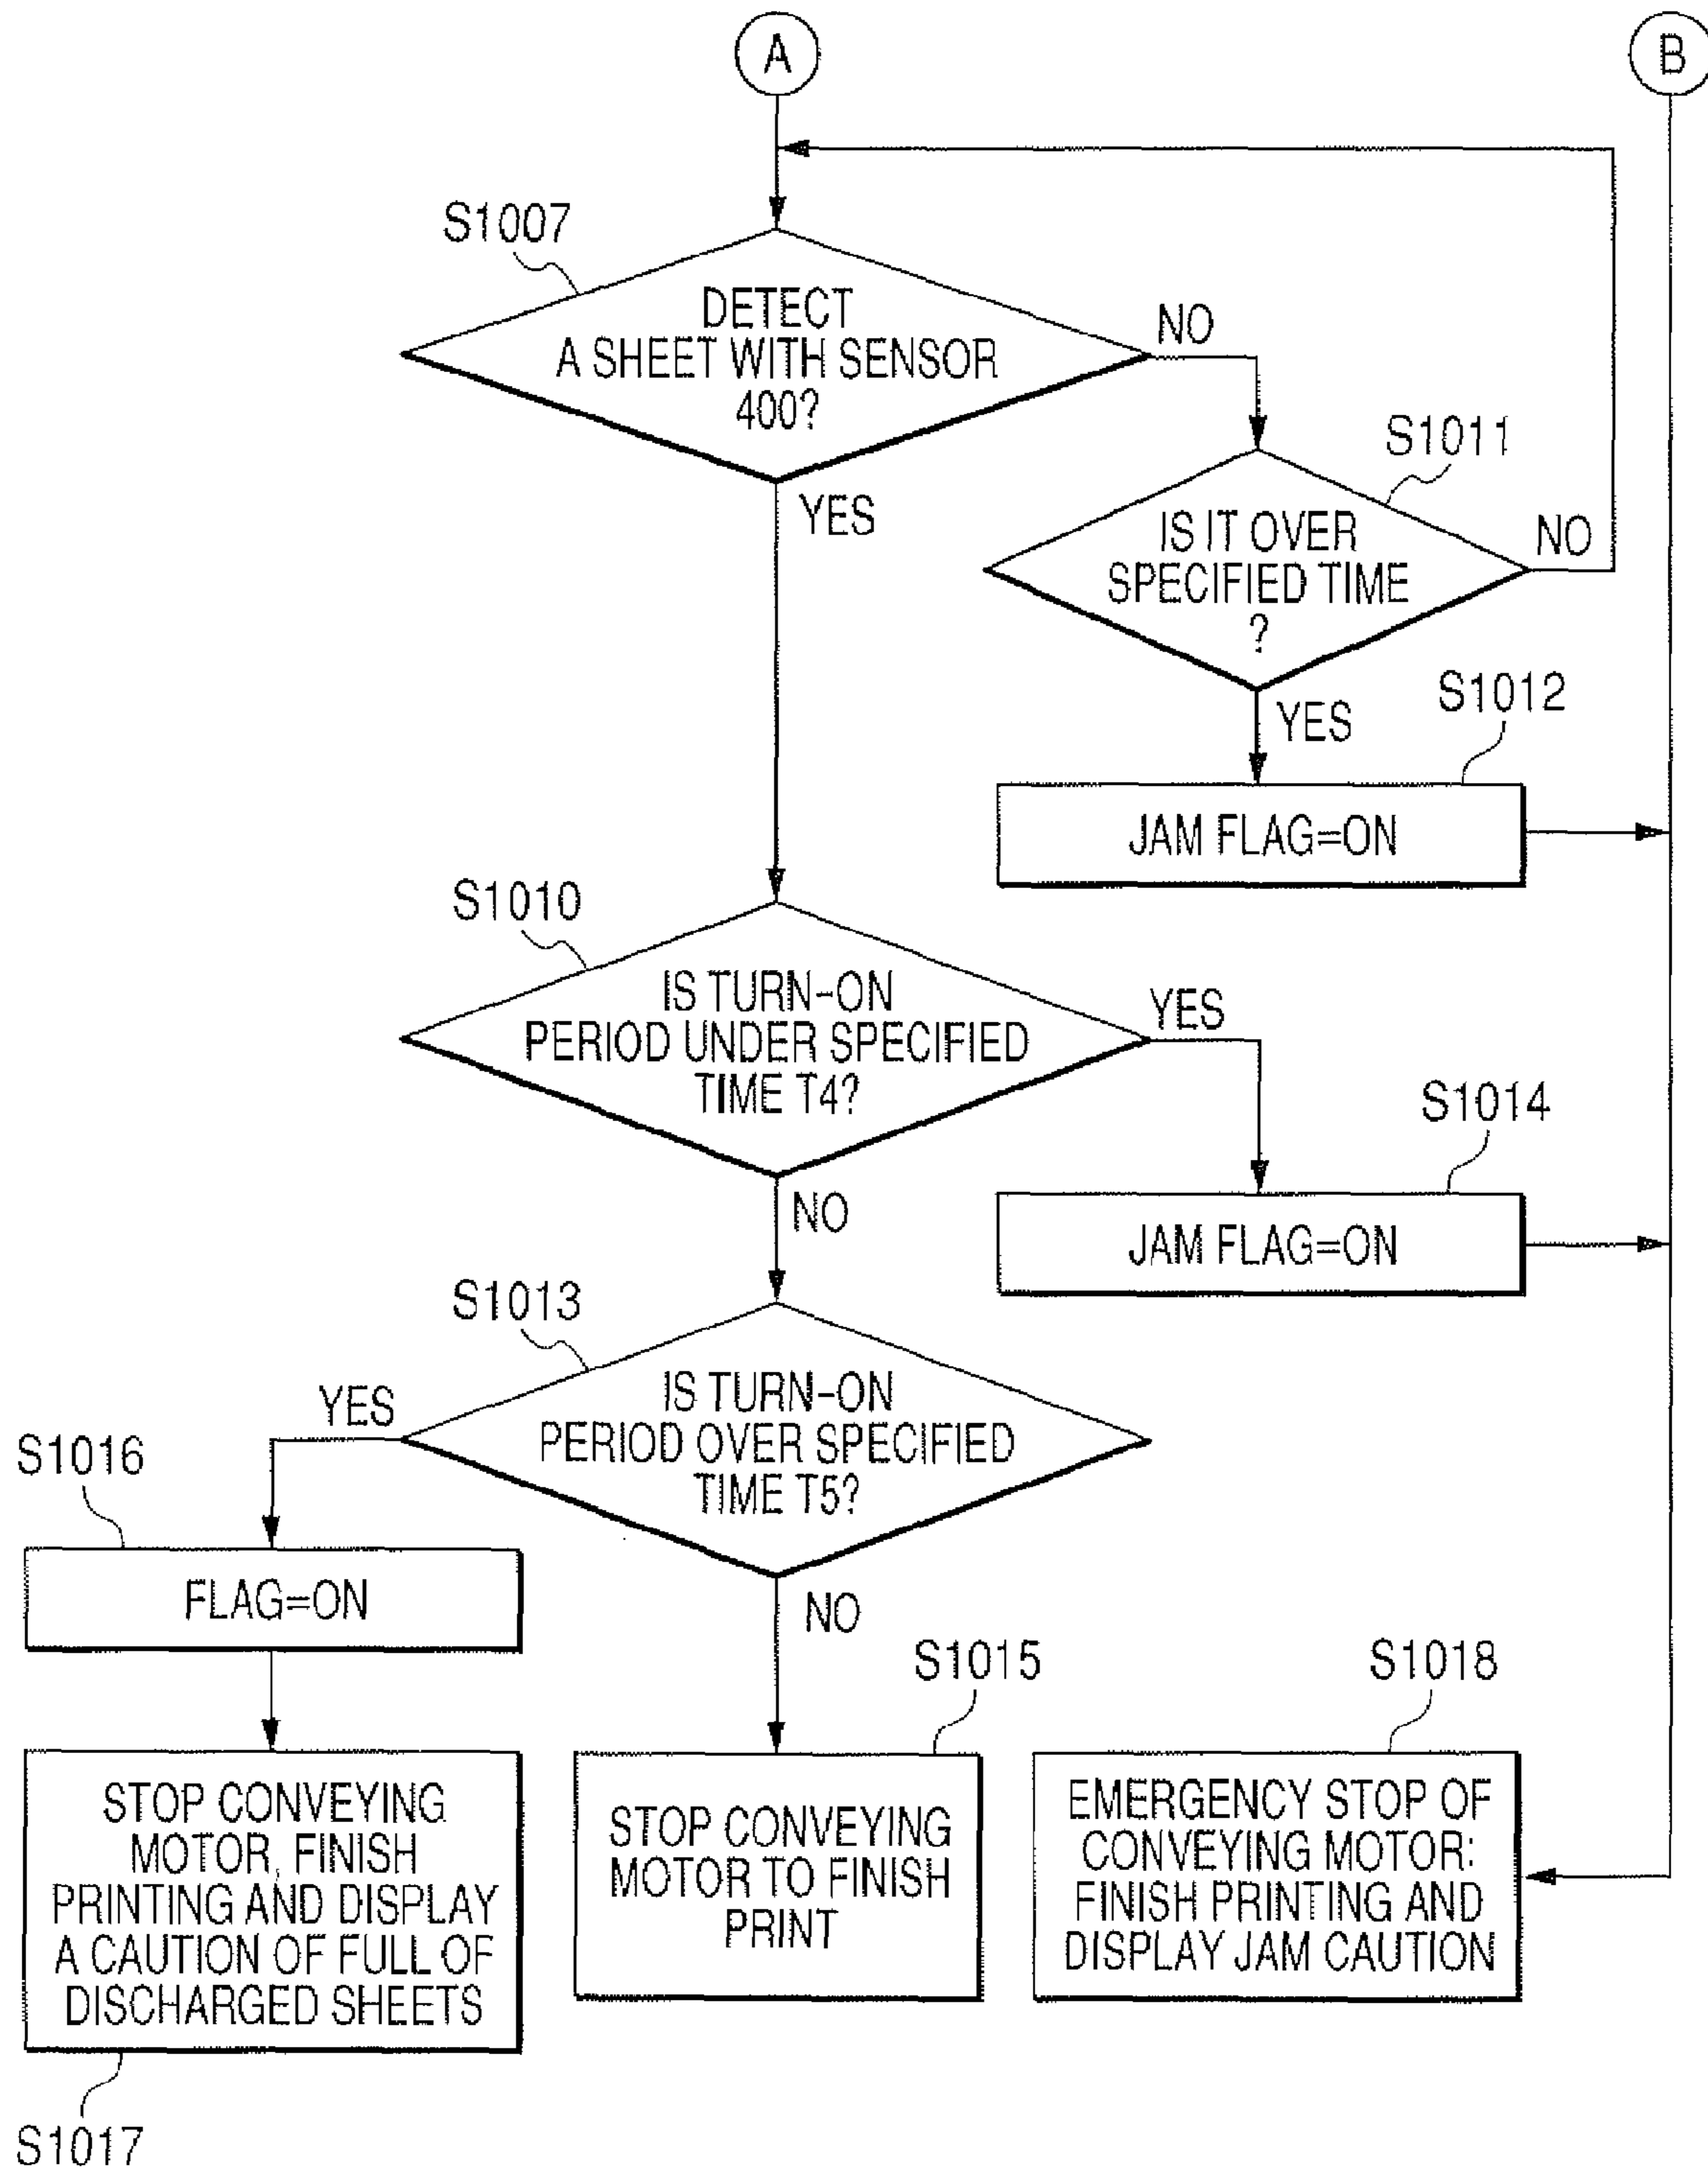 A
B
S1007
DETECT
A SHEET WITH SENSOR
400?
NO
YES
S1011
IS IT OVER
SPECIFIED TIME
?
NO
YES
S1012
JAM FLAG=ON
S1010
IS TURN-ON
PERIOD UNDER SPECIFIED
TIME T4?
YES
NO
S1014
JAM FLAG=ON
S1013
IS TURN-ON
PERIOD OVER SPECIFIED
TIME T5?
YES
NO
S1016
FLAG=ON
S1017
STOP CONVEYING
MOTOR, FINISH
PRINTING AND DISPLAY
A CAUTION OF FULL OF
DISCHARGED SHEETS
S1015
STOP CONVEYING
MOTOR TO FINISH
PRINT
S1018
EMERGENCY STOP OF
CONVEYING MOTOR:
FINISH PRINTING AND
DISPLAY JAM CAUTION